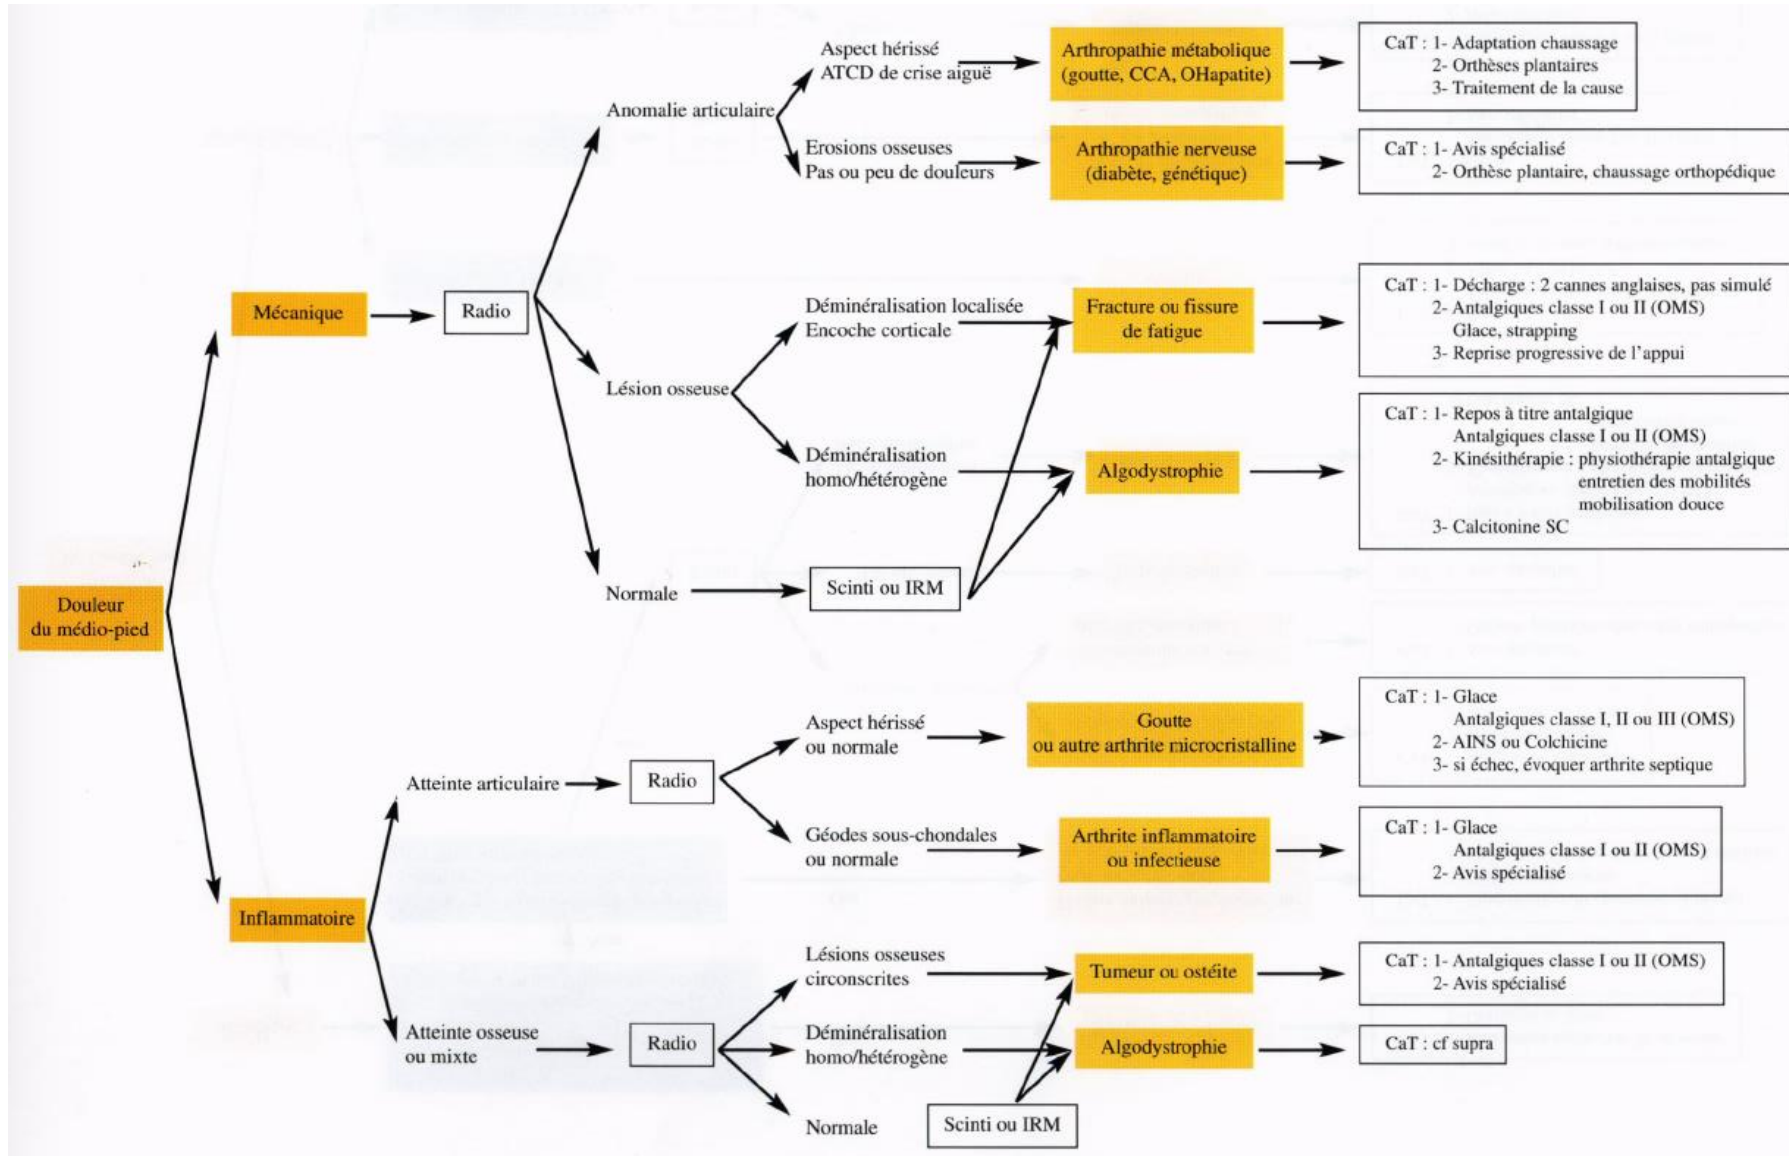 Aspect hérissé
ATCD de crise aiguë
Arthropathie métabolique
(goutte, CCA, OHapatite)
CaT : 1- Adaptation chaussage
2- Orthèses plantaires
3- Traitement de la cause
Anomalie articulaire
Erosions osseuses
Pas ou peu de douleurs
Arthropathie nerveuse
(diabète, génétique)
CaT : 1- Avis spécialisé
2- Orthèse plantaire, chaussage orthopédique
Mécanique
Radio
Déminéralisation localisée
Encoche corticale
Fracture ou fissure
de fatigue
CaT : 1- Décharge : 2 cannes anglaises, pas simulé
2- Antalgiques classe I ou II (OMS)
Glace, strapping
3- Reprise progressive de l'appui
Lésion osseuse
Déminéralisation
homo/hétérogène
Algodystrophie
CaT : 1- Repos à titre antalgique
Antalgiques classe I ou II (OMS)
2- Kinésithérapie : physiothérapie antalgique
entretien des mobilités
mobilisation douce
3- Calcitonine SC
Normale
Scinti ou IRM
Douleur
du médio-pied
Aspect hérissé
ou normale
Goutte
ou autre arthrite microcristalline
CaT : 1- Glace
Antalgiques classe I, II ou III (OMS)
2- AINS ou Colchicine
3- si échec, évoquer arthrite septique
Atteinte articulaire
Radio
Géodes sous-chondales
ou normale
Arthrite inflammatoire
ou infectieuse
CaT : 1- Glace
Antalgiques classe I ou II (OMS)
2- Avis spécialisé
Inflammatoire
Lésions osseuses
circonscrites
Tumeur ou ostéite
CaT : 1- Antalgiques classe I ou II (OMS)
2- Avis spécialisé
Atteinte osseuse
ou mixte
Radio
Déminéralisation
homo/hétérogène
Algodystrophie
CaT : cf supra
Normale
Scinti ou IRM